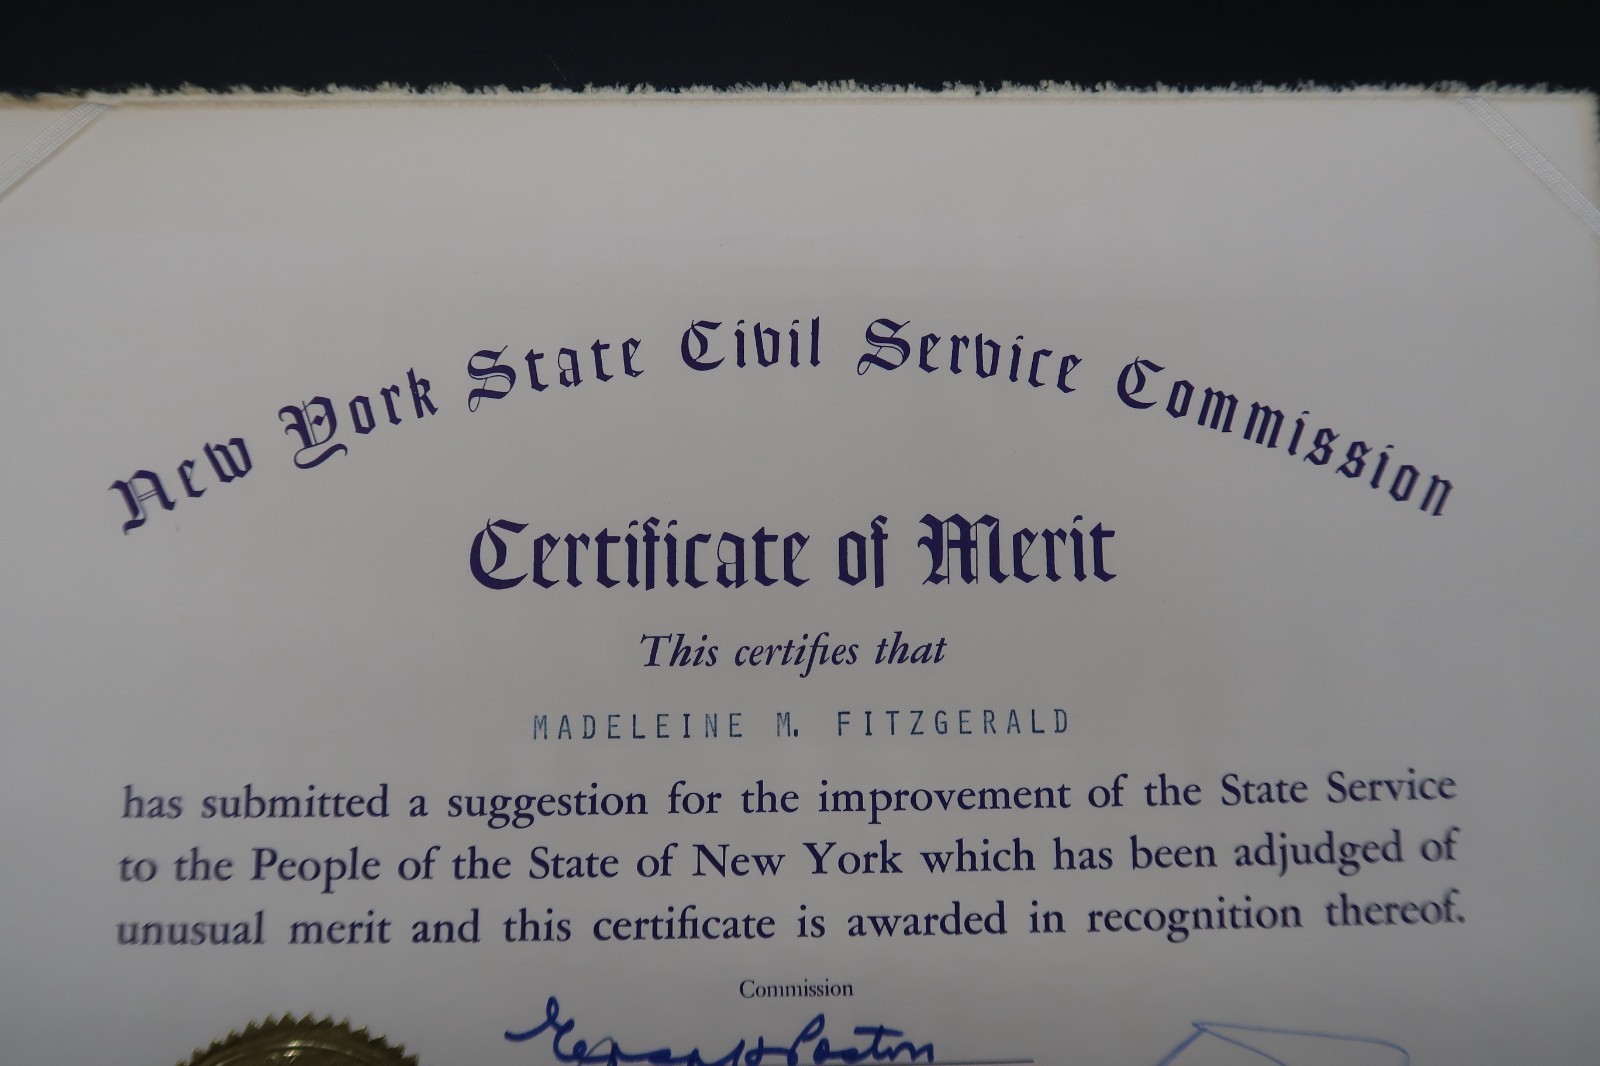 New York State Civil Service Commission
Certificate of Merit
This certifies that
MADELEINE M. FITZGERALD
has submitted a suggestion for the improvement of the State Service
to the People of the State of New York which has been adjudged of
unusual merit and this certificate is awarded in recognition thereof.
Commission